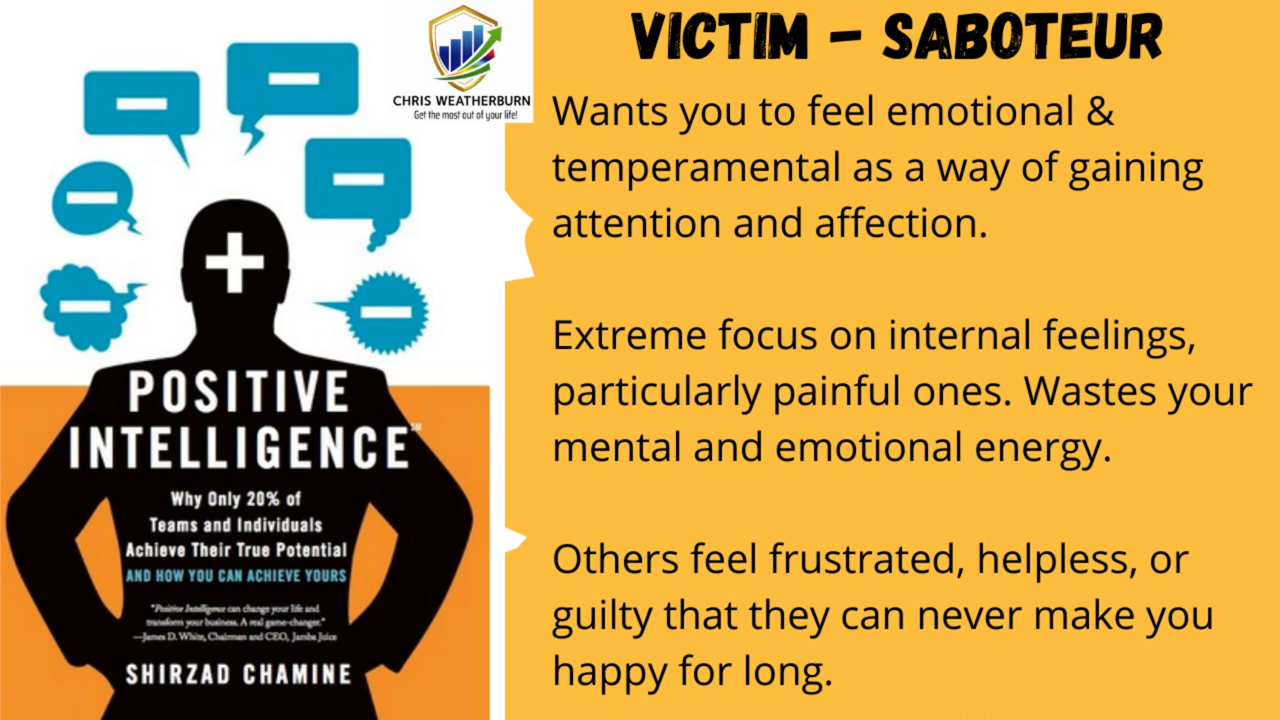 CHRIS WEATHERBURN
Get the most out of your life!
POSITIVE
INTELLIGENCE℠
Why Only 20% of
Teams and Individuals
Achieve Their True Potential
AND HOW YOU CAN ACHIEVE YOURS
"Positive Intelligence can change your life and
transform your business. A real game-changer."
—James D. White, Chairman and CEO, Jamba Juice
SHIRZAD CHAMINE
VICTIM – SABOTEUR
Wants you to feel emotional &
temperamental as a way of gaining
attention and affection.
Extreme focus on internal feelings,
particularly painful ones. Wastes your
mental and emotional energy.
Others feel frustrated, helpless, or
guilty that they can never make you
happy for long.